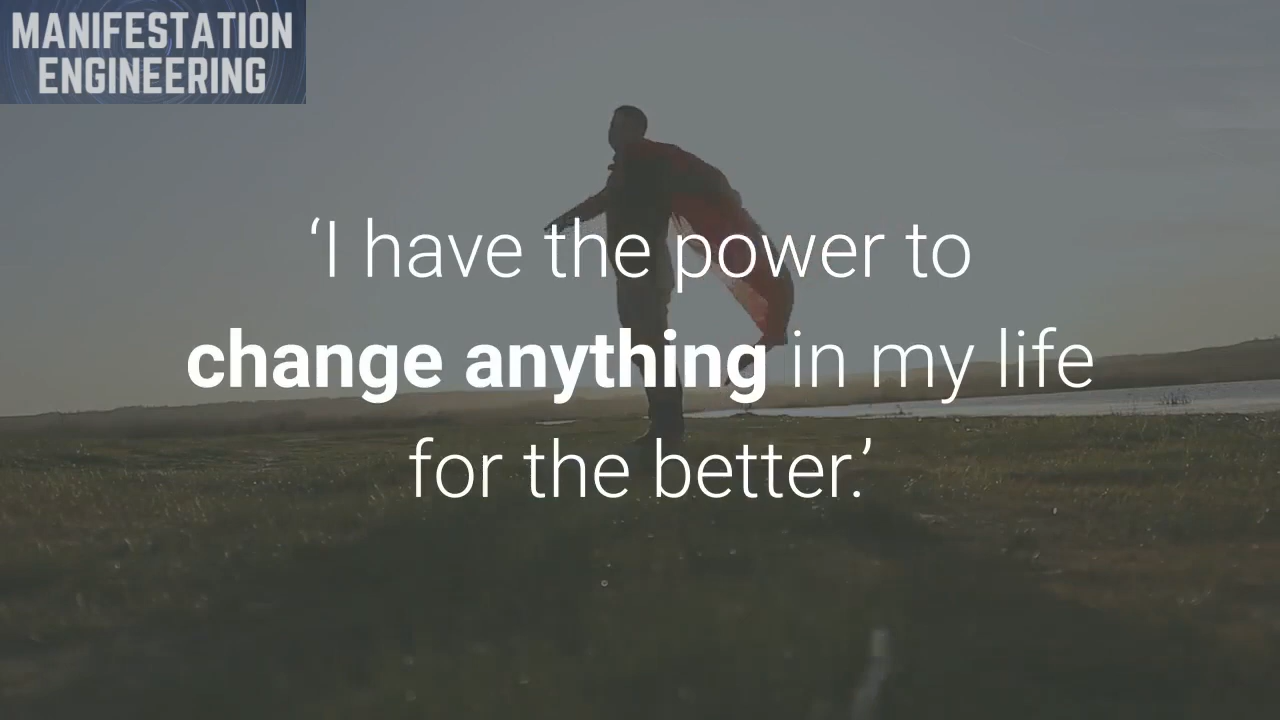 MANIFESTATION
ENGINEERING
‘I have the power to
change anything in my life
for the better.’